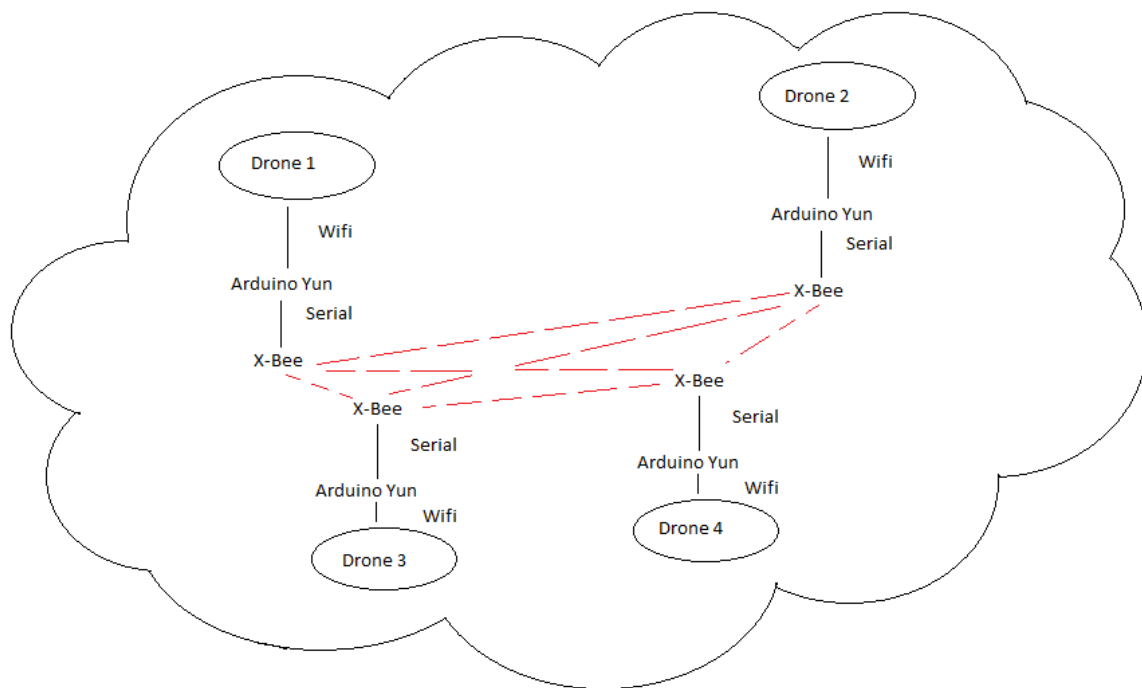 Drone 2
Drone 1
Wifi
Arduino Yun
Wifi
Serial
Arduino Yun
X-Bee
Serial
X-Bee
X-Bee
X-Bee
Serial
Serial
Arduino Yun
Arduino Yun
Wifi
Wifi
Drone 4
Drone 3